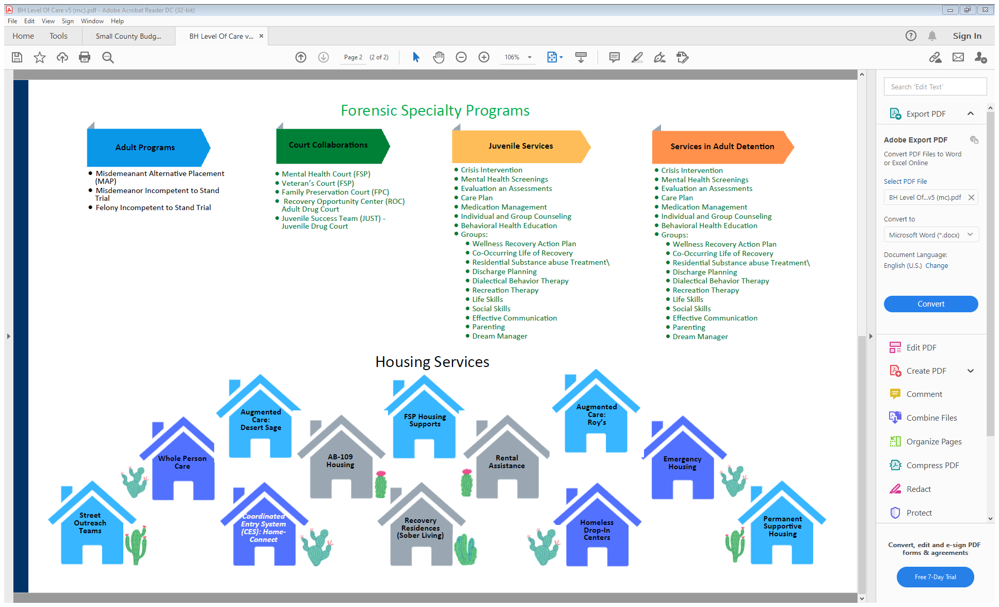 BH Level Of Care v5 (mc).pdf - Adobe Acrobat Reader DC (32-bit)
File Edit View Sign Window Help
Home Tools Small County Budg... BH Level Of Care v... ×
Sign In
Page 2 (2 of 2) 106%
Forensic Specialty Programs
Adult Programs
• Misdemeanant Alternative Placement
(MAP)
• Misdemeanor Incompetent to Stand
Trial
• Felony Incompetent to Stand Trial
Court Collaborations
• Mental Health Court (FSP)
• Veteran's Court (FSP)
• Family Preservation Court (FPC)
• Recovery Opportunity Center (ROC)
Adult Drug Court
• Juvenile Success Team (JUST) -
Juvenile Drug Court
Juvenile Services
• Crisis Intervention
• Mental Health Screenings
• Evaluation an Assessments
• Care Plan
• Medication Management
• Individual and Group Counseling
• Behavioral Health Education
• Groups:
• Wellness Recovery Action Plan
• Co-Occurring Life of Recovery
• Residential Substance abuse Treatment\
• Discharge Planning
• Dialectical Behavior Therapy
• Recreation Therapy
• Life Skills
• Social Skills
• Effective Communication
• Parenting
• Dream Manager
Services in Adult Detention
• Crisis Intervention
• Mental Health Screenings
• Evaluation an Assessments
• Care Plan
• Medication Management
• Individual and Group Counseling
• Behavioral Health Education
• Groups:
• Wellness Recovery Action Plan
• Co-Occurring Life of Recovery
• Residential Substance abuse Treatment\
• Discharge Planning
• Dialectical Behavior Therapy
• Recreation Therapy
• Life Skills
• Social Skills
• Effective Communication
• Parenting
• Dream Manager
Housing Services
Augmented
Care:
Desert Sage
FSP Housing
Supports
Augmented
Care:
Roy's
Whole Person
Care
AB-109
Housing
Rental
Assistance
Emergency
Housing
Street
Outreach
Teams
Coordinated
Entry System
(CES): Home-
Connect
Recovery
Residences
(Sober Living)
Homeless
Drop-In
Centers
Permanent
Supportive
Housing
Search 'Edit Text'
Export PDF
Adobe Export PDF
Convert PDF Files to Word
or Excel Online
Select PDF File
BH Level Of...v5 (mc).pdf
Convert to
Microsoft Word (*.docx)
Document Language:
English (U.S.) Change
Convert
Edit PDF
Create PDF
Comment
Combine Files
Organize Pages
Compress PDF
Redact
Protect
Convert, edit and e-sign PDF
forms & agreements
Free 7-Day Trial